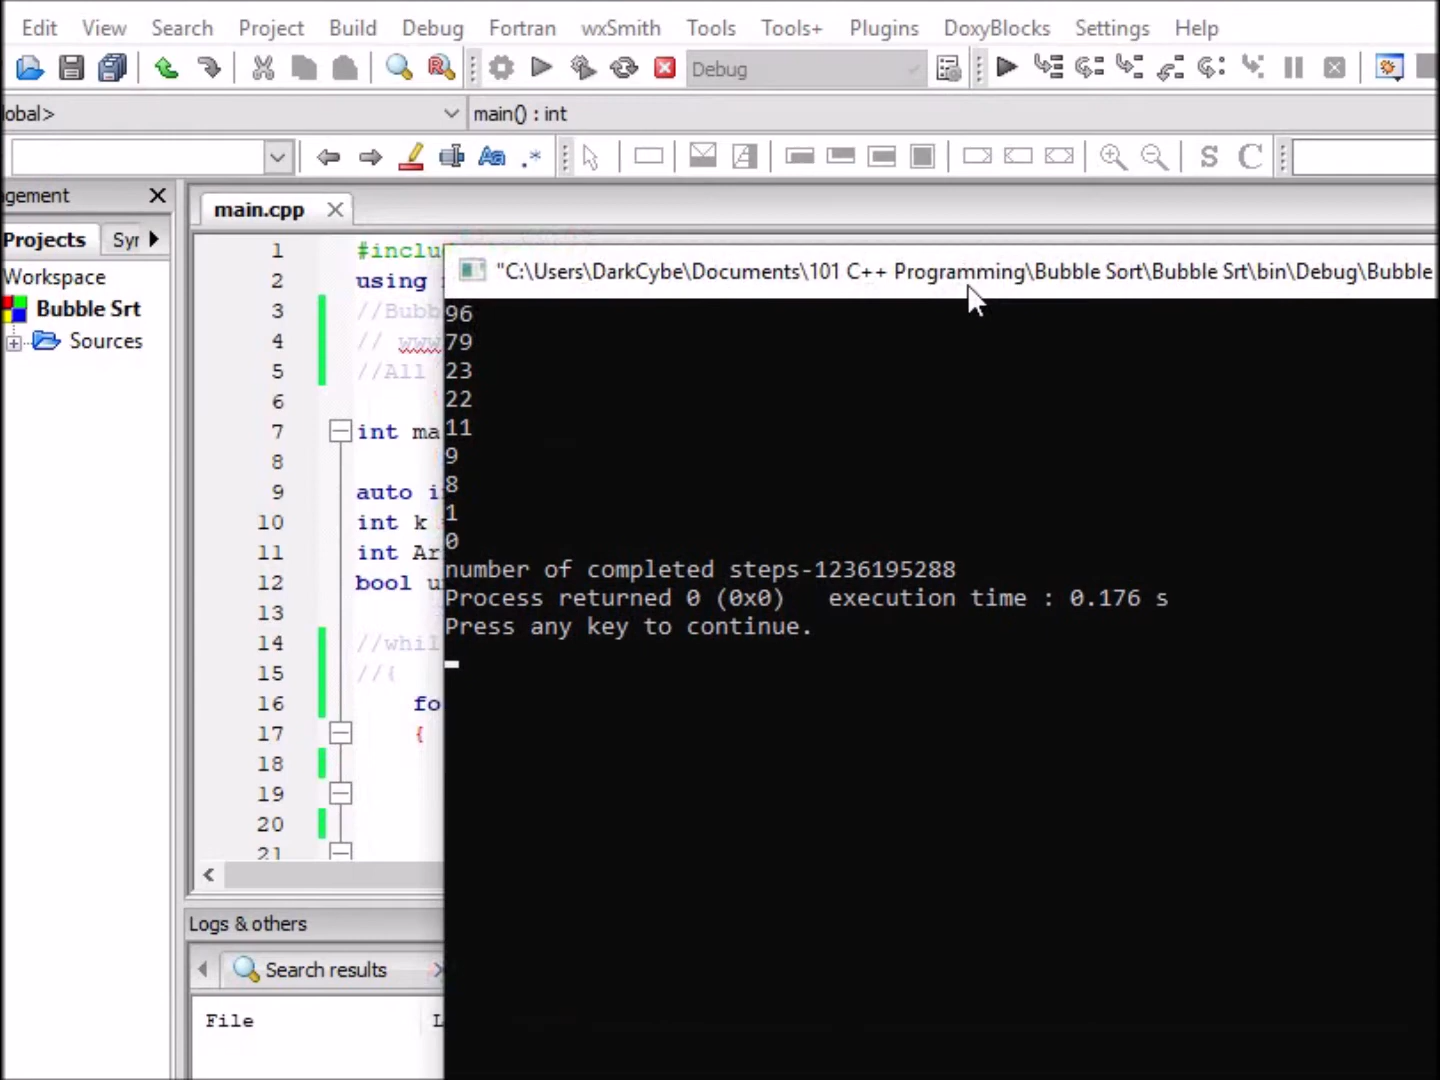 Edit View Search Project Build Debug Fortran wxSmith Tools Tools+ Plugins DoxyBlocks Settings Help
Debug
obal> main() : int
Aa .* S C
gement
main.cpp
Projects Syr
Workspace
Bubble Srt
Sources
1 #inclu
2 using
3 //Bubb
4 // www
5 //All
6
7 int ma
8
9 auto i
10 int k
11 int Ar
12 bool u
13
14 //whil
15 //{
16 fo
17 {
18
19
20
21
"C:\Users\DarkCybe\Documents\101 C++ Programming\Bubble Sort\Bubble Srt\bin\Debug\Bubble
96
79
23
22
11
9
8
1
0
number of completed steps-1236195288
Process returned 0 (0x0)   execution time : 0.176 s
Press any key to continue.
Logs & others
Search results
File L